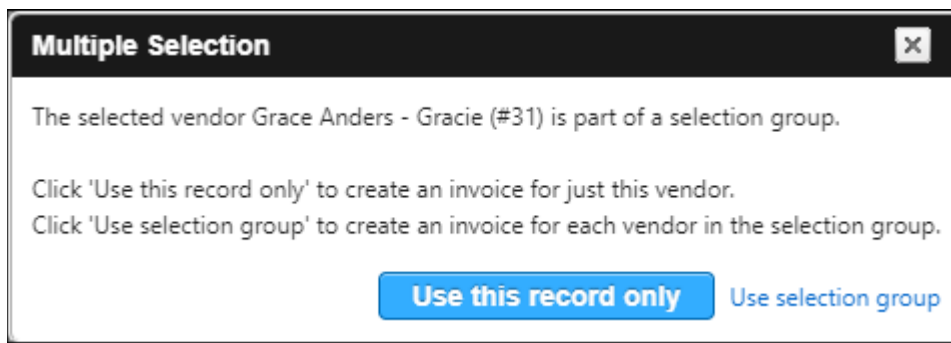 Multiple Selection
The selected vendor Grace Anders - Gracie (#31) is part of a selection group.
Click 'Use this record only' to create an invoice for just this vendor.
Click 'Use selection group' to create an invoice for each vendor in the selection group.
Use this record only Use selection group